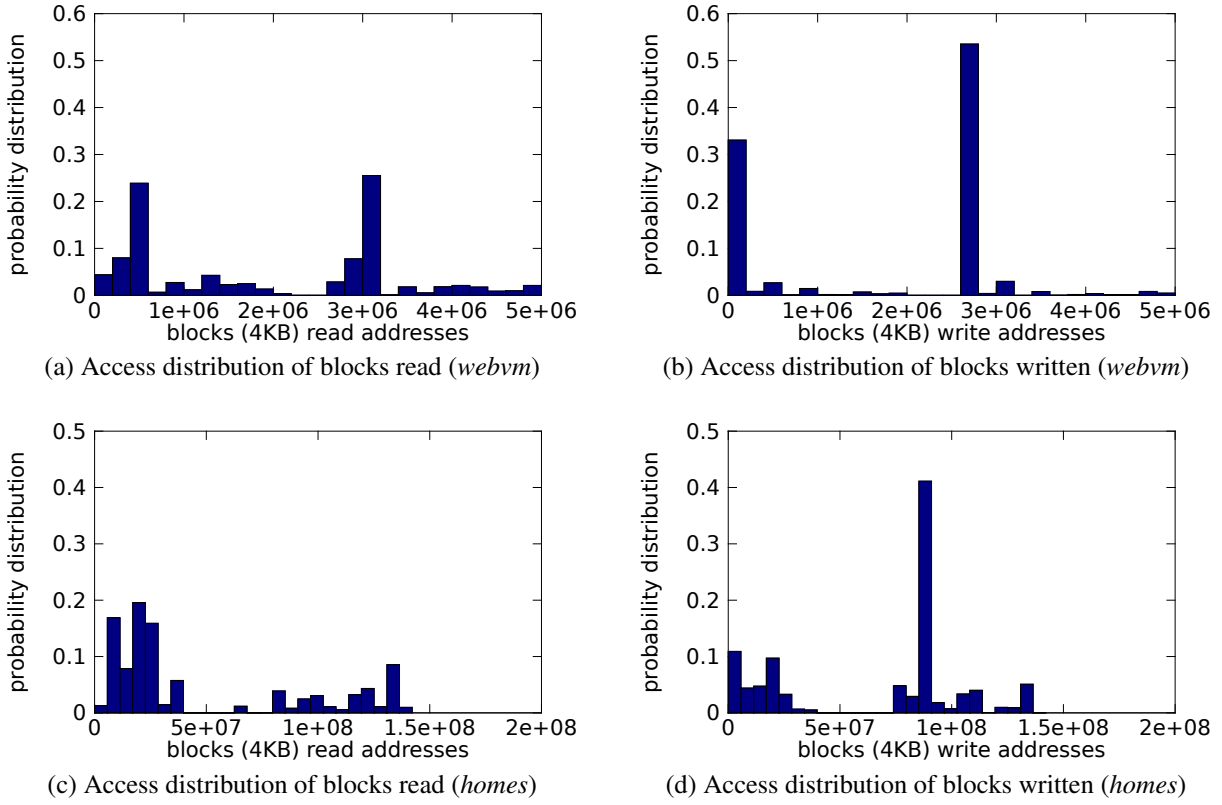 0.6
0.5
0.4
0.3
0.2
0.1
0
probability distribution
0 1e+06 2e+06 3e+06 4e+06 5e+06
blocks (4KB) read addresses
(a) Access distribution of blocks read (webvm)
0.6
0.5
0.4
0.3
0.2
0.1
0
probability distribution
0 1e+06 2e+06 3e+06 4e+06 5e+06
blocks (4KB) write addresses
(b) Access distribution of blocks written (webvm)
0.5
0.4
0.3
0.2
0.1
0
probability distribution
0 5e+07 1e+08 1.5e+08 2e+08
blocks (4KB) read addresses
(c) Access distribution of blocks read (homes)
0.5
0.4
0.3
0.2
0.1
0
probability distribution
0 5e+07 1e+08 1.5e+08 2e+08
blocks (4KB) write addresses
(d) Access distribution of blocks written (homes)